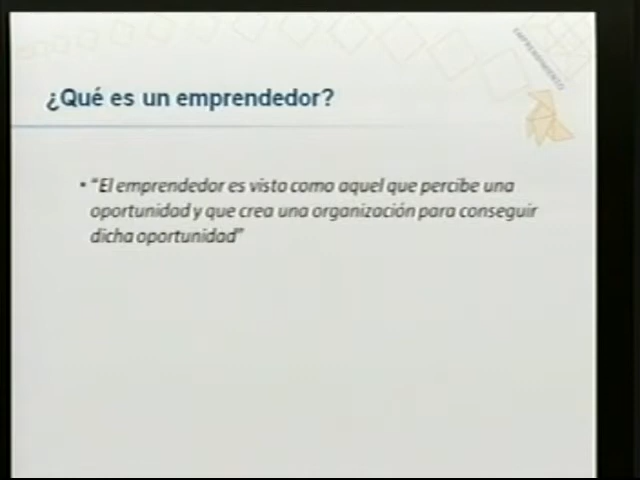 EMPRENDIMIENTO
¿Qué es un emprendedor?
• "El emprendedor es visto como aquel que percibe una
oportunidad y que crea una organización para conseguir
dicha oportunidad"